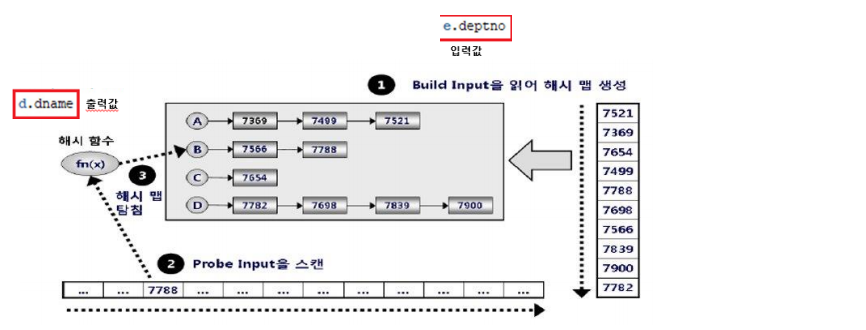 e.deptno
입력값
1 Build Input을 읽어 해시 맵 생성
d.dname 출력값
해시 함수
fn(x)
A 7369 7499 7521
B 7566 7788
C 7654
D 7782 7698 7839 7900
3
해시 맵
탐침
7521
7369
7654
7499
7788
7698
7566
7839
7900
7782
2 Probe Input을 스캔
... ... 7788 ... ... ... ... ... ... ... ... ...